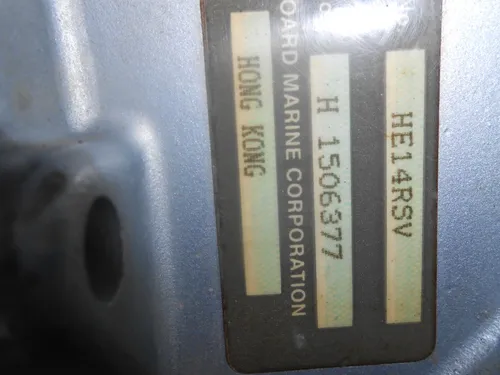 HE14RSV
H 1506377
OARD MARINE CORPORATION
HONG KONG